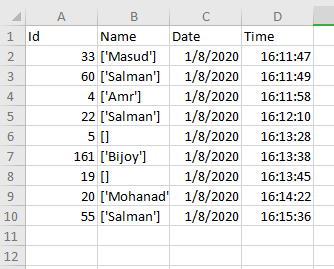 A B C D
1 Id Name Date Time
2 33 ['Masud'] 1/8/2020 16:11:47
3 60 ['Salman'] 1/8/2020 16:11:49
4 4 ['Amr'] 1/8/2020 16:11:58
5 22 ['Salman'] 1/8/2020 16:12:10
6 5 [] 1/8/2020 16:13:28
7 161 ['Bijoy'] 1/8/2020 16:13:38
8 19 [] 1/8/2020 16:13:45
9 20 ['Mohanad' 1/8/2020 16:14:22
10 55 ['Salman'] 1/8/2020 16:15:36
11
12